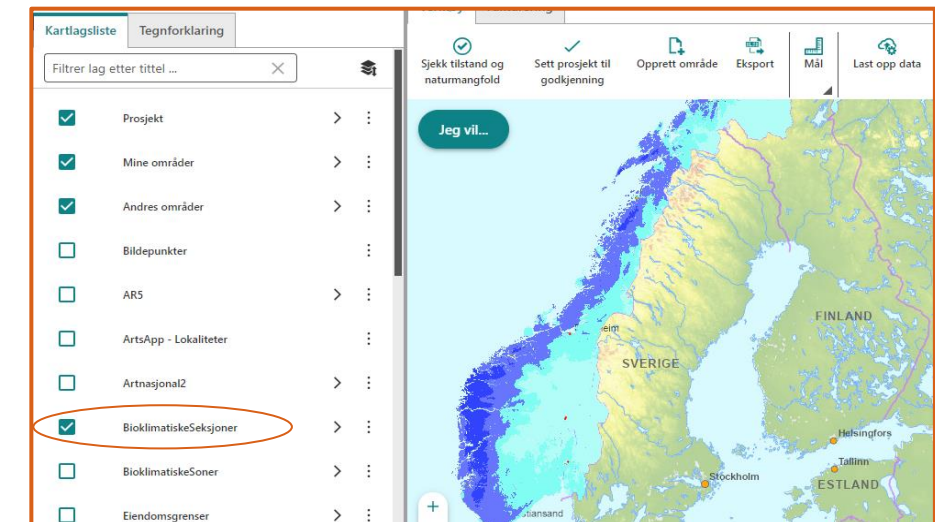 Kartlagsliste
Tegnforklaring
Filtrer lag etter tittel ...
Prosjekt
Mine områder
Andres områder
Bildepunkter
AR5
ArtsApp - Lokaliteter
Artnasjonal2
BioklimatiskeSeksjoner
BioklimatiskeSoner
Eiendomsgrenser
Sjekk tilstand og
naturmangfold
Sett prosjekt til
godkjenning
Opprett område
Eksport
Mål
Last opp data
Jeg vil...
FINLAND
eim
SVERIGE
Helsingfors
Tallinn
Stockholm
ESTLAND
+
tiansand